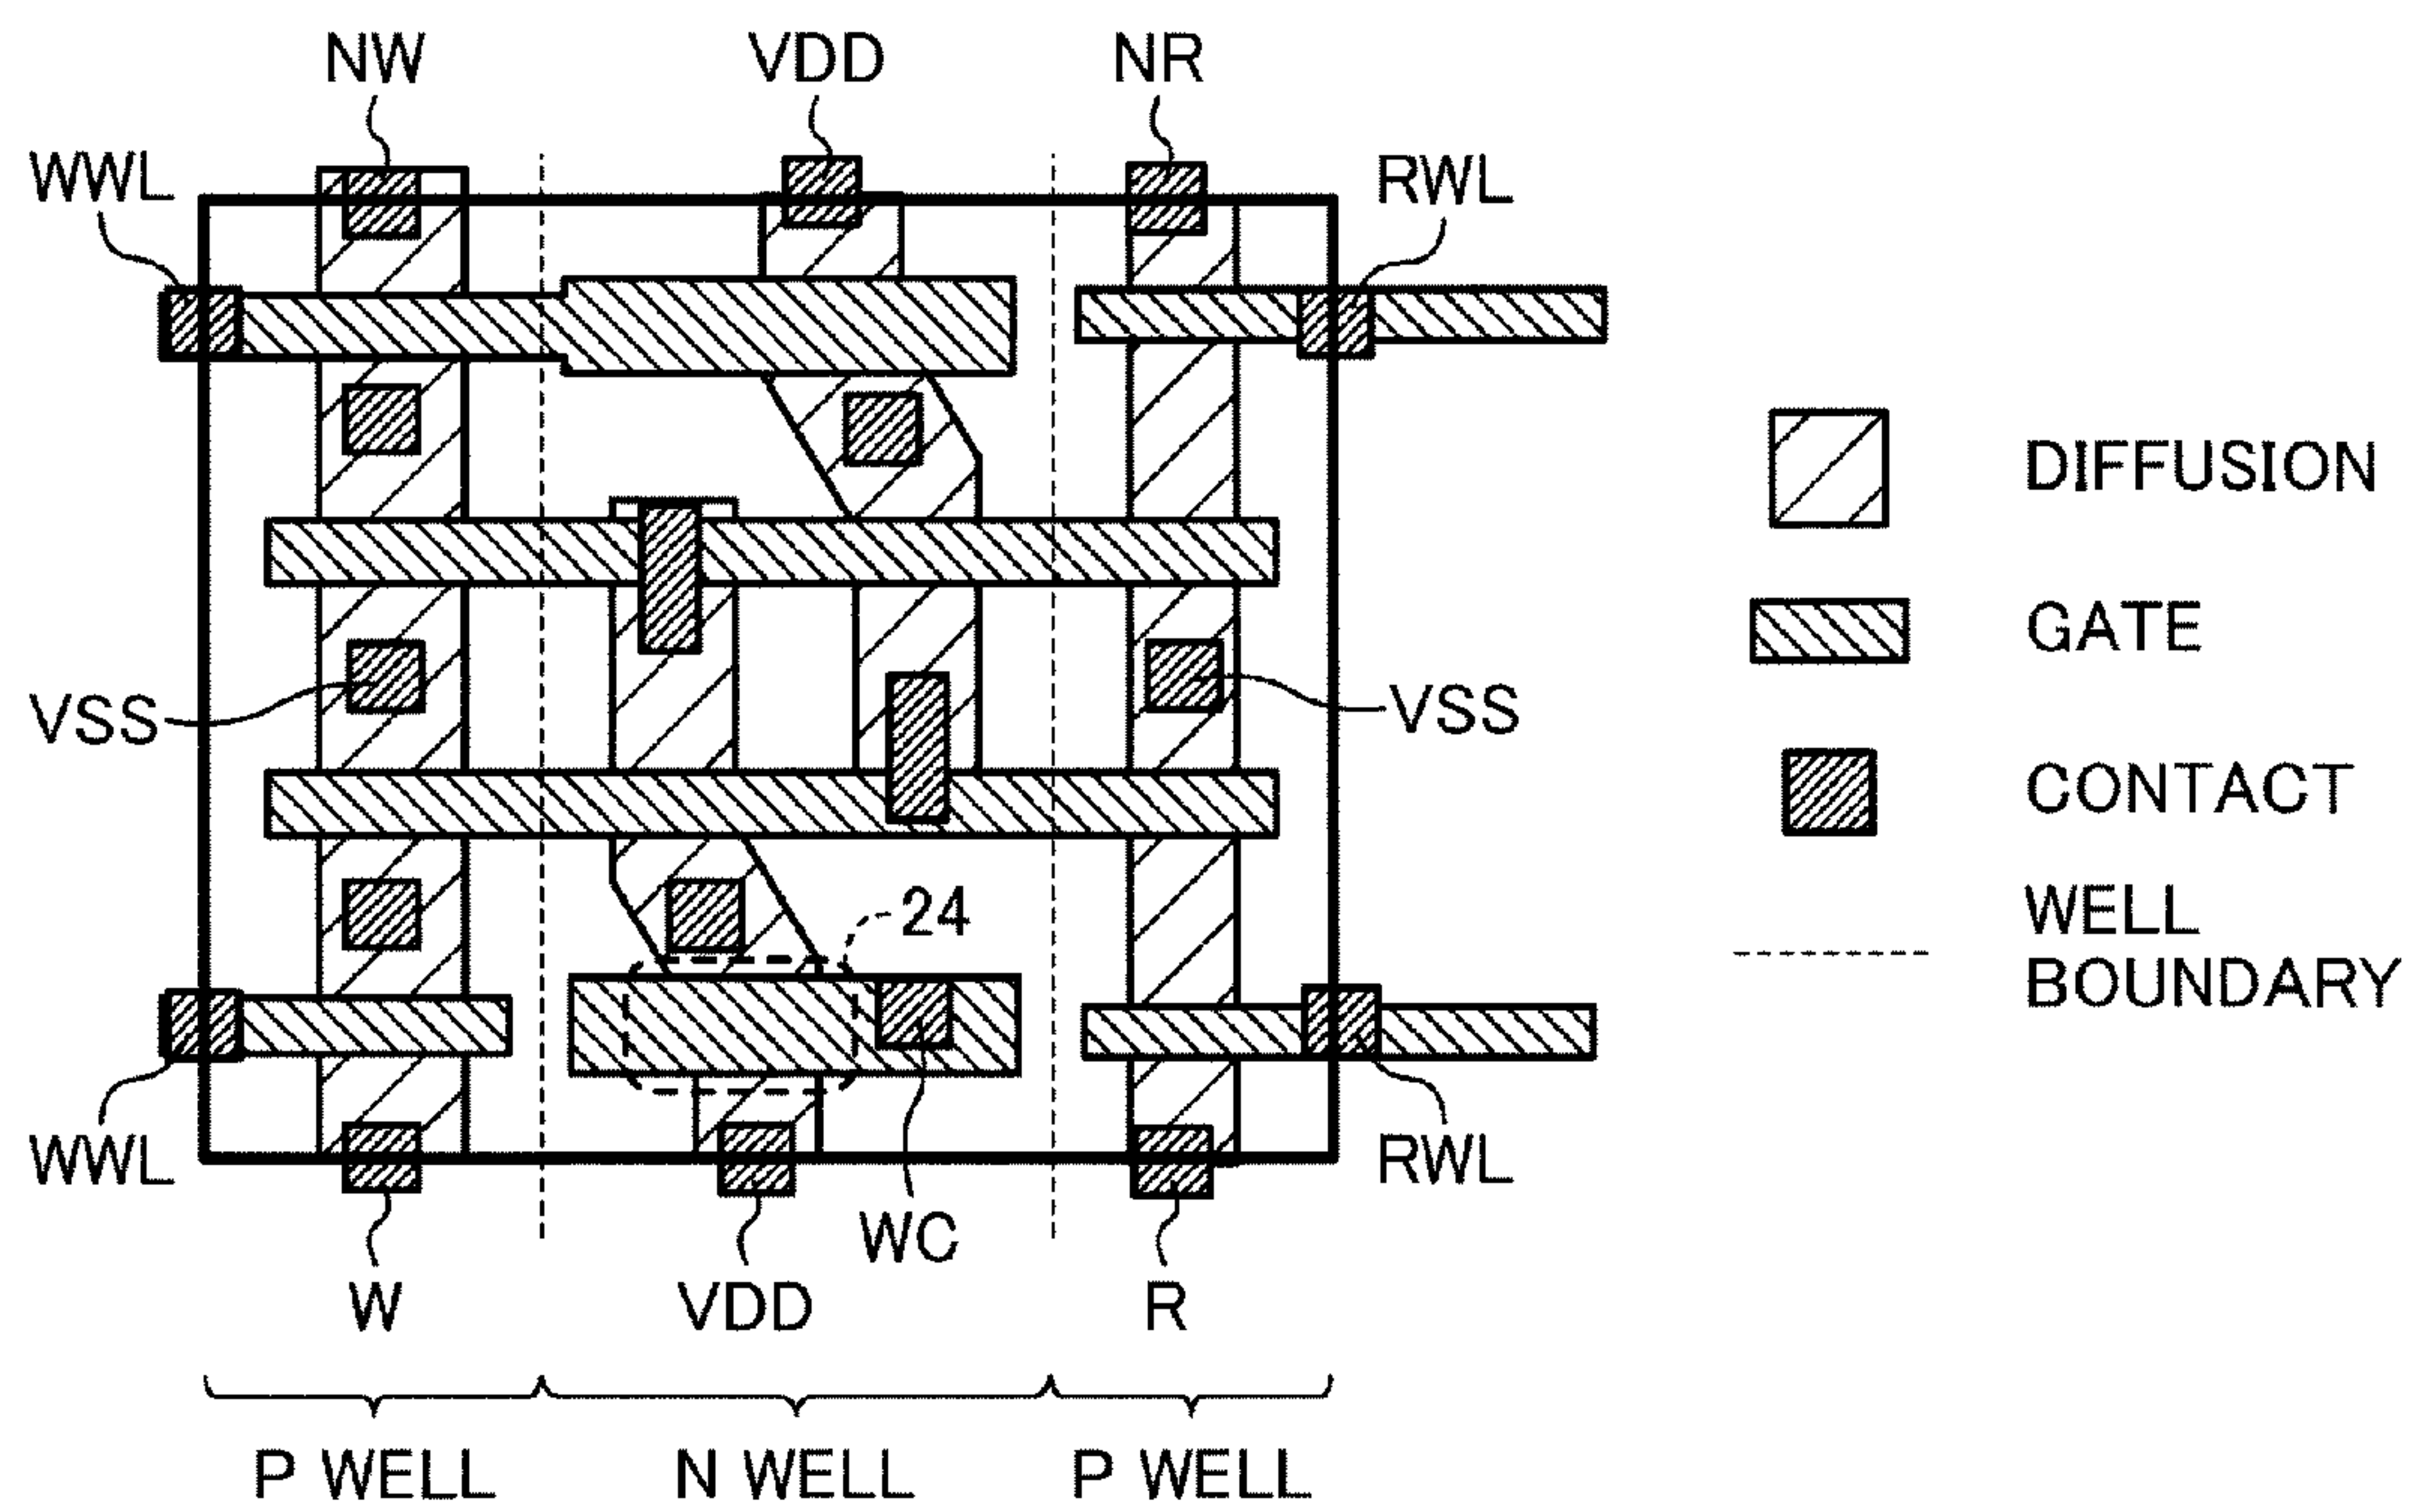 NW
VDD
NR
WWL
RWL
DIFFUSION
GATE
VSS
VSS
CONTACT
24
WELL
BOUNDARY
WWL
RWL
WC
W
VDD
R
P WELL
N WELL
P WELL